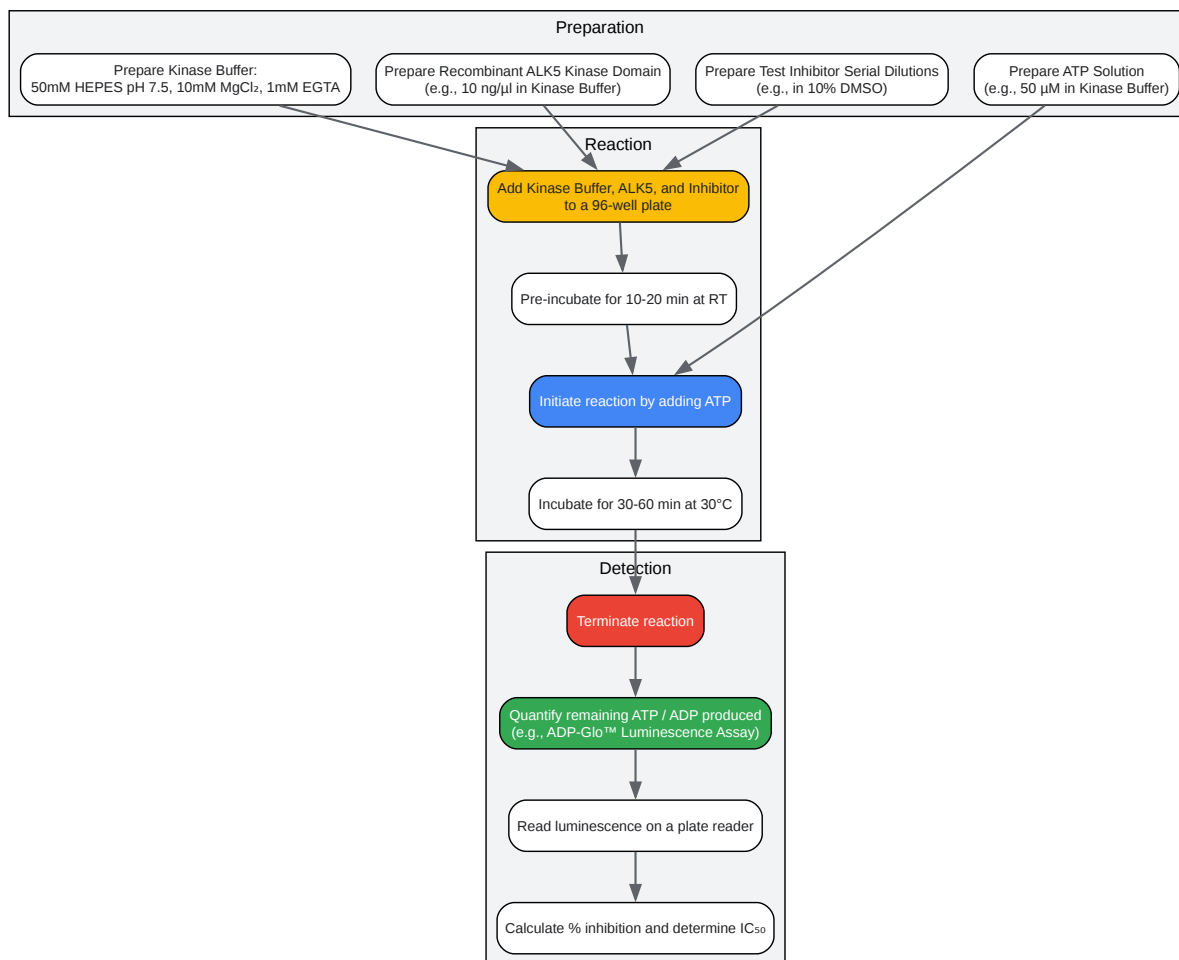 Preparation
Prepare Kinase Buffer:
50mM HEPES pH 7.5, 10mM MgCl₂, 1mM EGTA
Prepare Recombinant ALK5 Kinase Domain
(e.g., 10 ng/µl in Kinase Buffer)
Prepare Test Inhibitor Serial Dilutions
(e.g., in 10% DMSO)
Prepare ATP Solution
(e.g., 50 µM in Kinase Buffer)
Reaction
Add Kinase Buffer, ALK5, and Inhibitor
to a 96-well plate
Pre-incubate for 10-20 min at RT
Initiate reaction by adding ATP
Incubate for 30-60 min at 30°C
Detection
Terminate reaction
Quantify remaining ATP / ADP produced
(e.g., ADP-Glo™ Luminescence Assay)
Read luminescence on a plate reader
Calculate % inhibition and determine IC₅₀